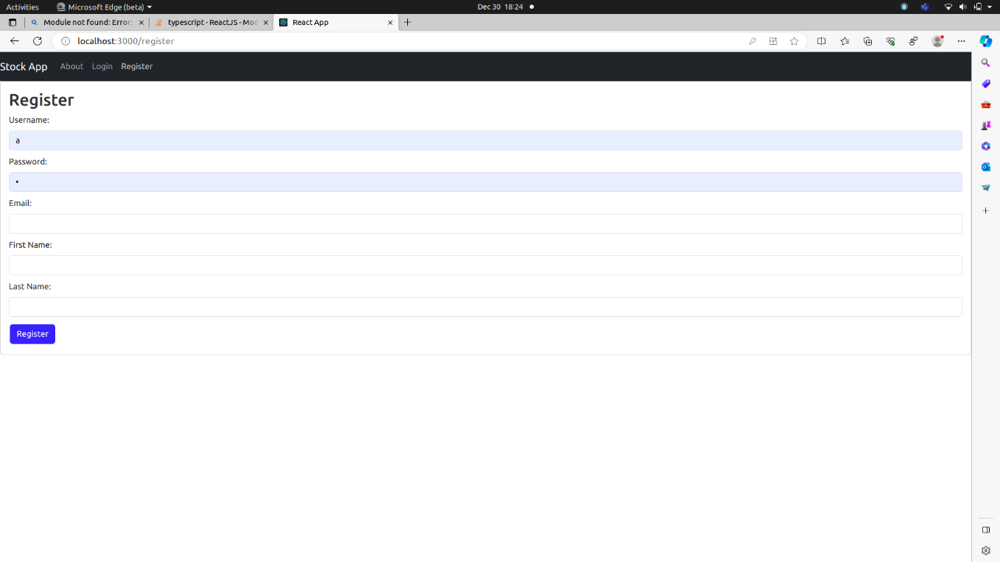 Activities Microsoft Edge (beta) Dec 30 18:24
Module not found: Error: typescript - ReactJS - Mod React App
localhost:3000/register
Stock App About Login Register
Register
Username:
a
Password:
•
Email:
First Name:
Last Name:
Register